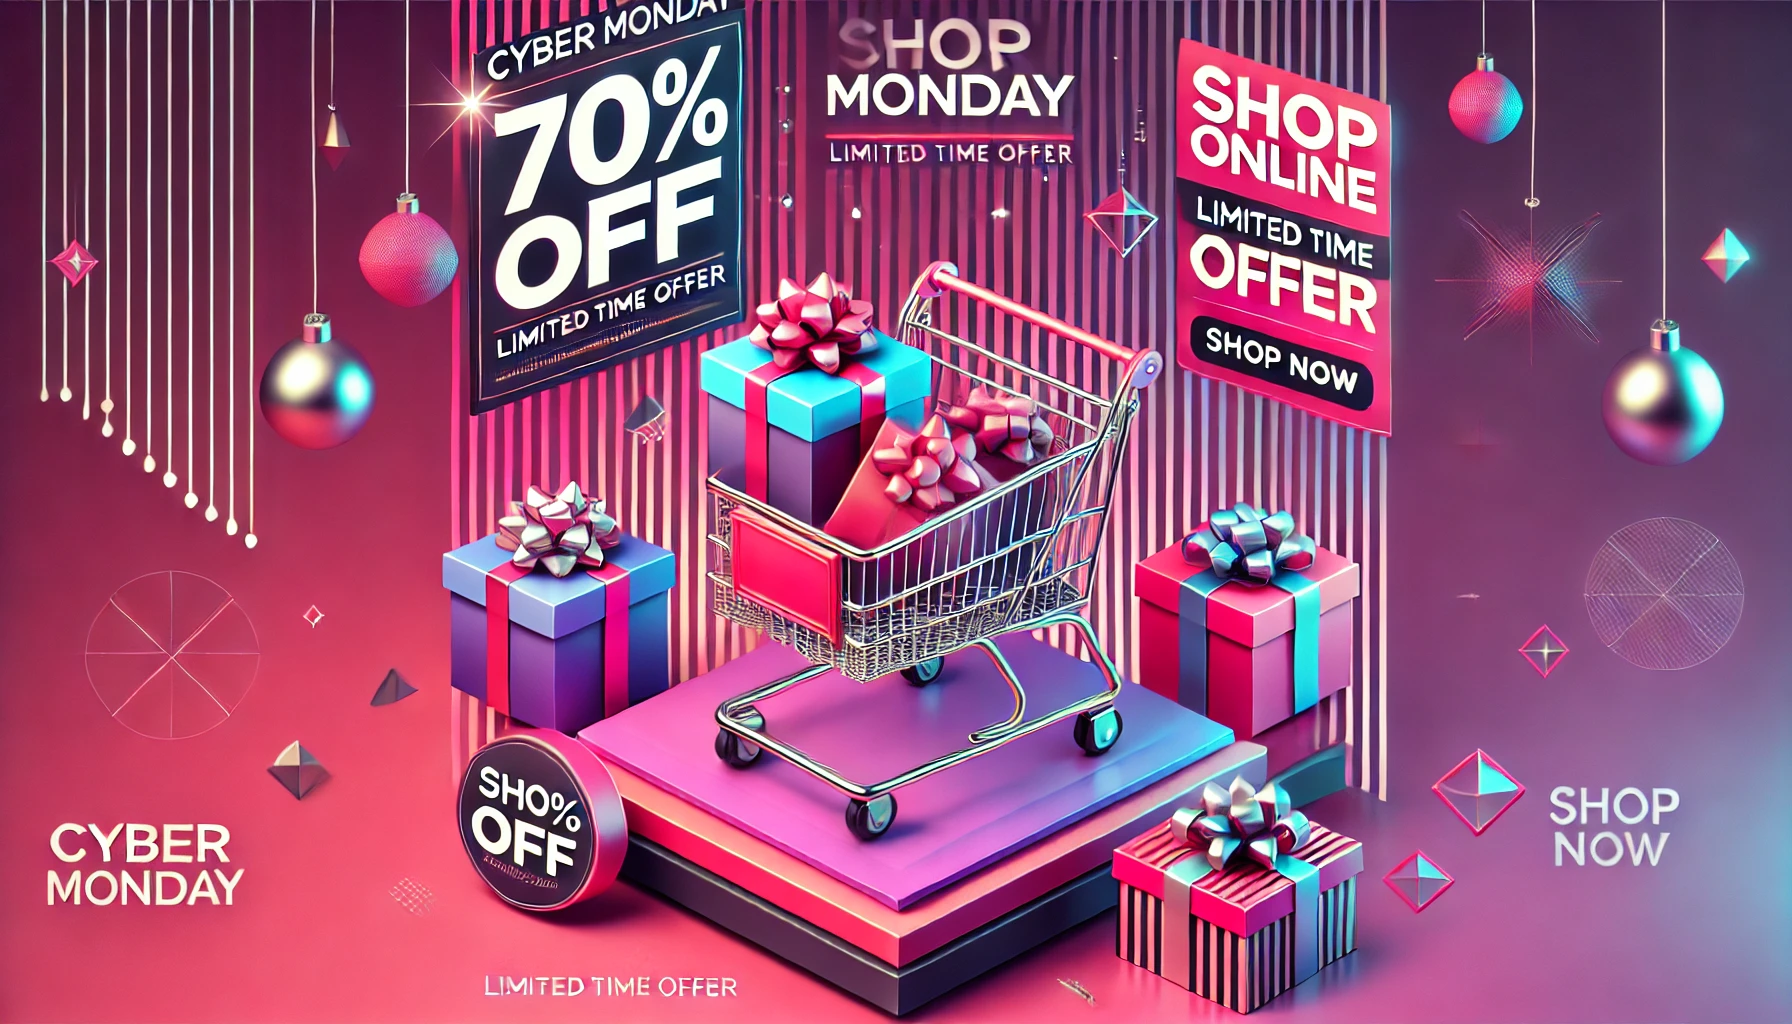 CYBER MONDAY
70%
OFF
LIMITED TIME OFFER
SHOP
MONDAY
LIMITED TIME OFFER
SHOP
ONLINE
LIMITED TIME
OFFER
SHOP NOW
SHO%
OFF
CYBER
MONDAY
SHOP
NOW
LIMITED TIME OFFER